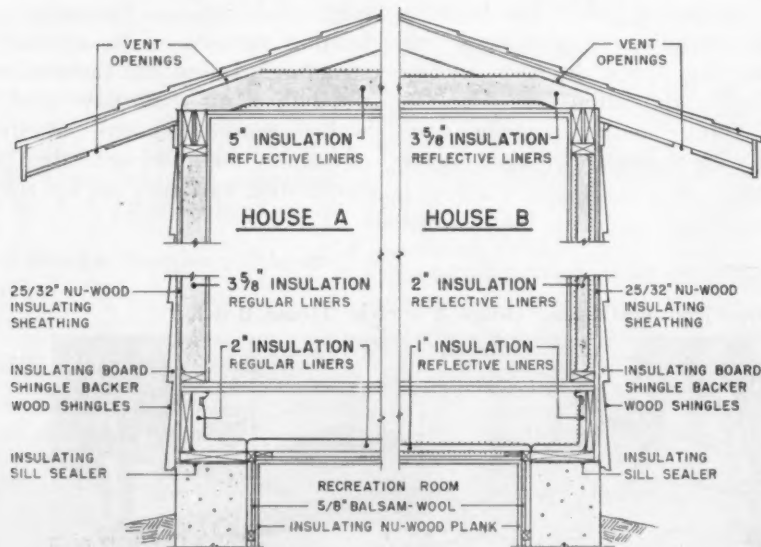 VENT
OPENINGS
VENT
OPENINGS
5" INSULATION
REFLECTIVE LINERS
3 5/8" INSULATION
REFLECTIVE LINERS
HOUSE A
HOUSE B
25/32" NU-WOOD
INSULATING
SHEATHING
3 5/8" INSULATION
REGULAR LINERS
2" INSULATION
REFLECTIVE LINERS
25/32" NU-WOOD
INSULATING
SHEATHING
2" INSULATION
REGULAR LINERS
1" INSULATION
REFLECTIVE LINERS
INSULATING BOARD
SHINGLE BACKER
WOOD SHINGLES
INSULATING BOARD
SHINGLE BACKER
WOOD SHINGLES
INSULATING
SILL SEALER
INSULATING
SILL SEALER
RECREATION ROOM
5/8" BALSAM-WOOL
INSULATING NU-WOOD PLANK